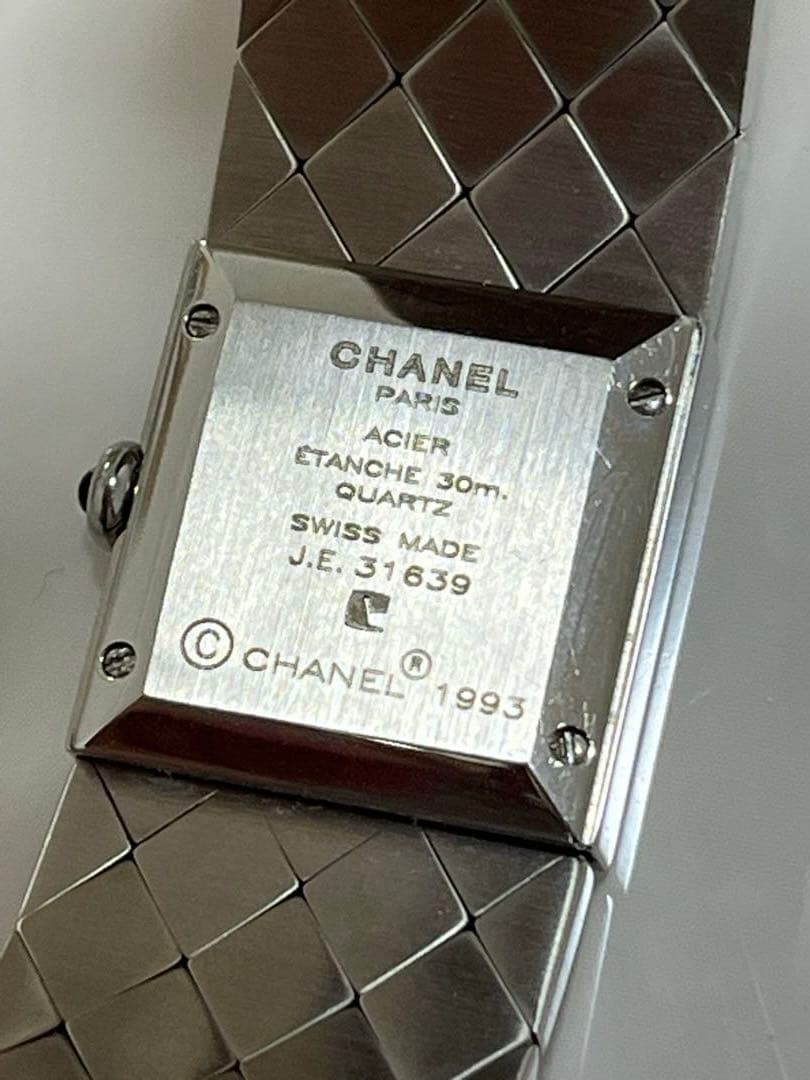 CHANEL
PARIS
ACIER
ÉTANCHE 30m.
QUARTZ
SWISS MADE
J.E. 31639
© CHANEL® 1993